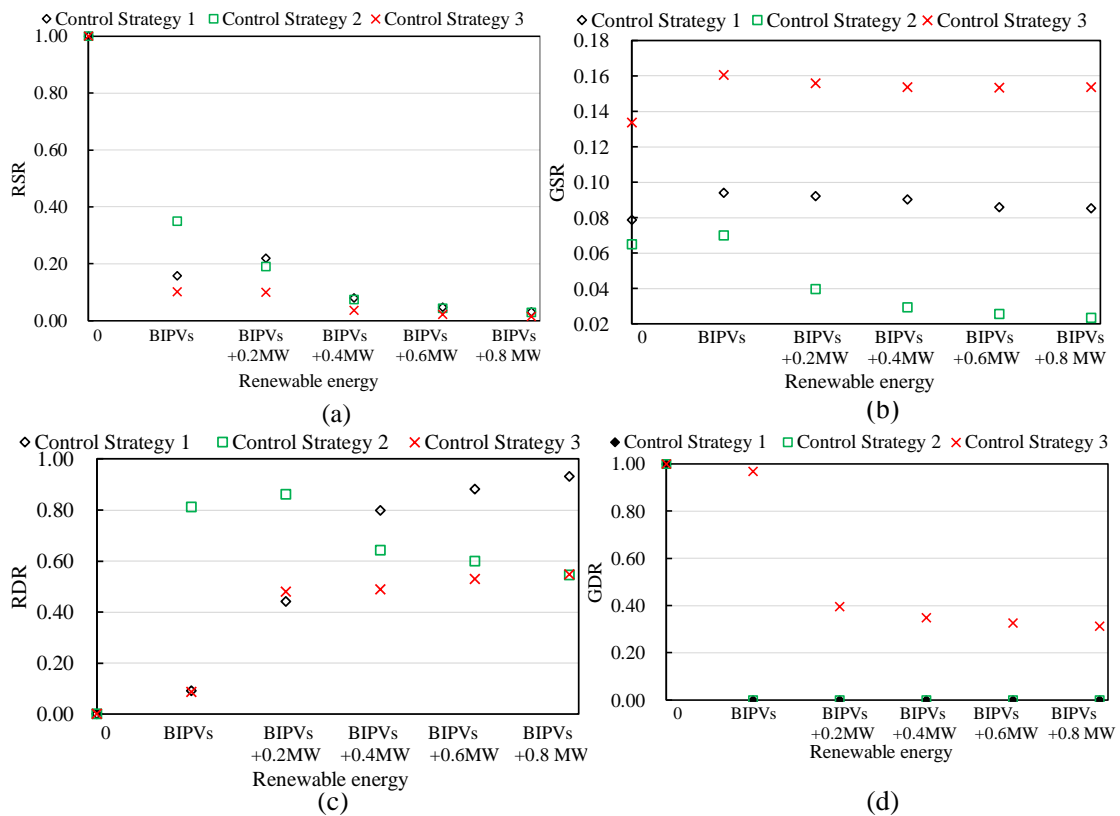 Control Strategy 1 Control Strategy 2 Control Strategy 3
1.00
0.80
0.60
0.40
0.20
0.00
RSR
0 BIPVs BIPVs BIPVs BIPVs BIPVs
+0.2MW +0.4MW +0.6MW +0.8 MW
Renewable energy
(a)
Control Strategy 1 Control Strategy 2 Control Strategy 3
0.18
0.16
0.14
0.12
0.10
0.08
0.06
0.04
0.02
GSR
0 BIPVs BIPVs BIPVs BIPVs BIPVs
+0.2MW +0.4MW +0.6MW +0.8 MW
Renewable energy
(b)
Control Strategy 1 Control Strategy 2 Control Strategy 3
1.00
0.80
0.60
0.40
0.20
0.00
RDR
0 BIPVs BIPVs BIPVs BIPVs BIPVs
+0.2MW +0.4MW +0.6MW +0.8 MW
Renewable energy
(c)
Control Strategy 1 Control Strategy 2 Control Strategy 3
1.00
0.80
0.60
0.40
0.20
0.00
GDR
0 BIPVs BIPVs BIPVs BIPVs BIPVs
+0.2MW +0.4MW +0.6MW +0.8 MW
Renewable energy
(d)